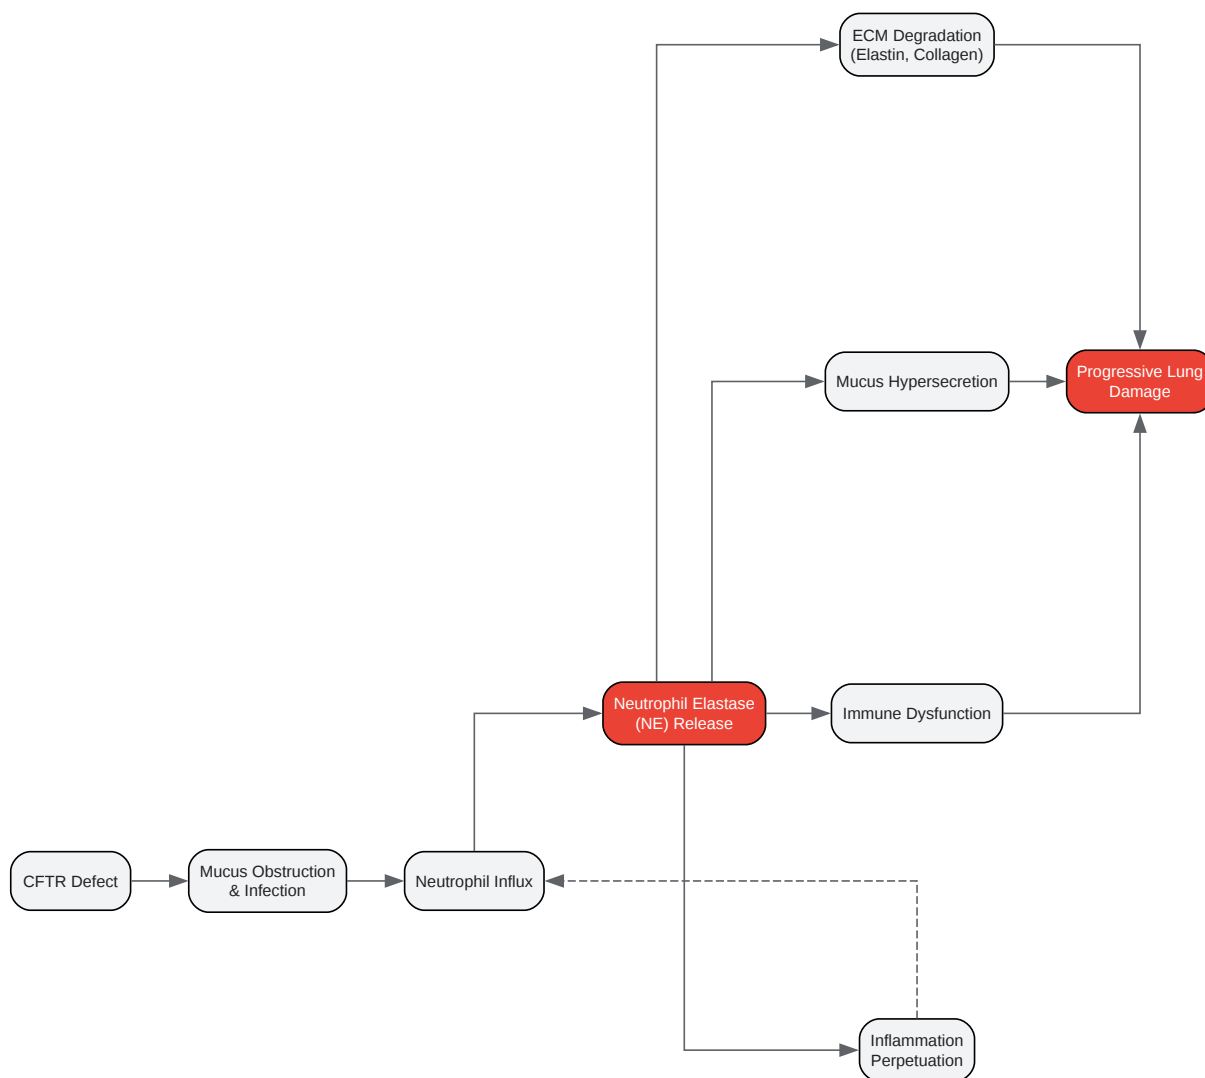 ECM Degradation
(Elastin, Collagen)
Progressive Lung
Damage
Mucus Hypersecretion
Neutrophil Elastase
(NE) Release
Immune Dysfunction
CFTR Defect
Mucus Obstruction
& Infection
Neutrophil Influx
Inflammation
Perpetuation